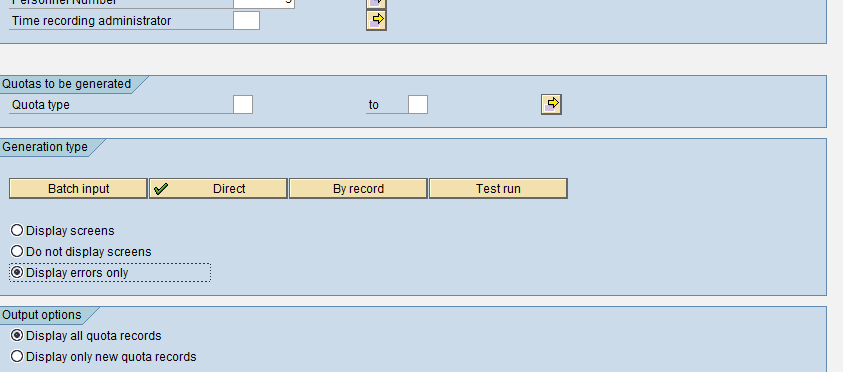 Personnel Number
Time recording administrator
Quotas to be generated
Quota type to
Generation type
Batch input Direct By record Test run
Display screens
Do not display screens
Display errors only
Output options
Display all quota records
Display only new quota records